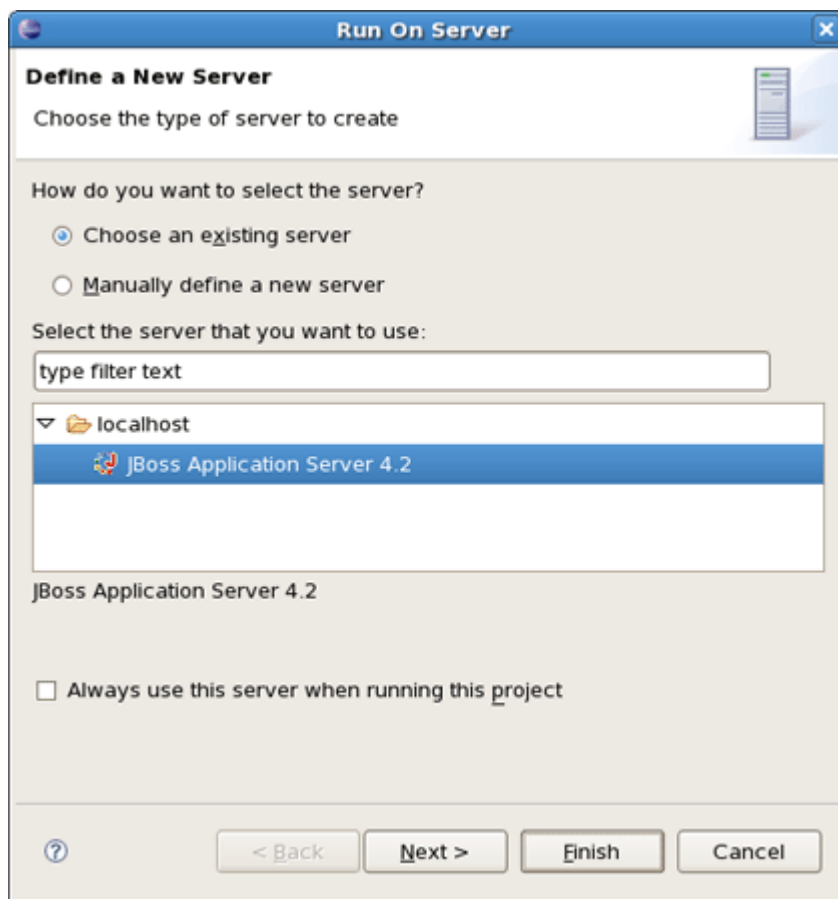 Run On Server
Define a New Server
Choose the type of server to create
How do you want to select the server?
Choose an existing server
Manually define a new server
Select the server that you want to use:
type filter text
localhost
JBoss Application Server 4.2
JBoss Application Server 4.2
Always use this server when running this project
< Back Next > Finish Cancel